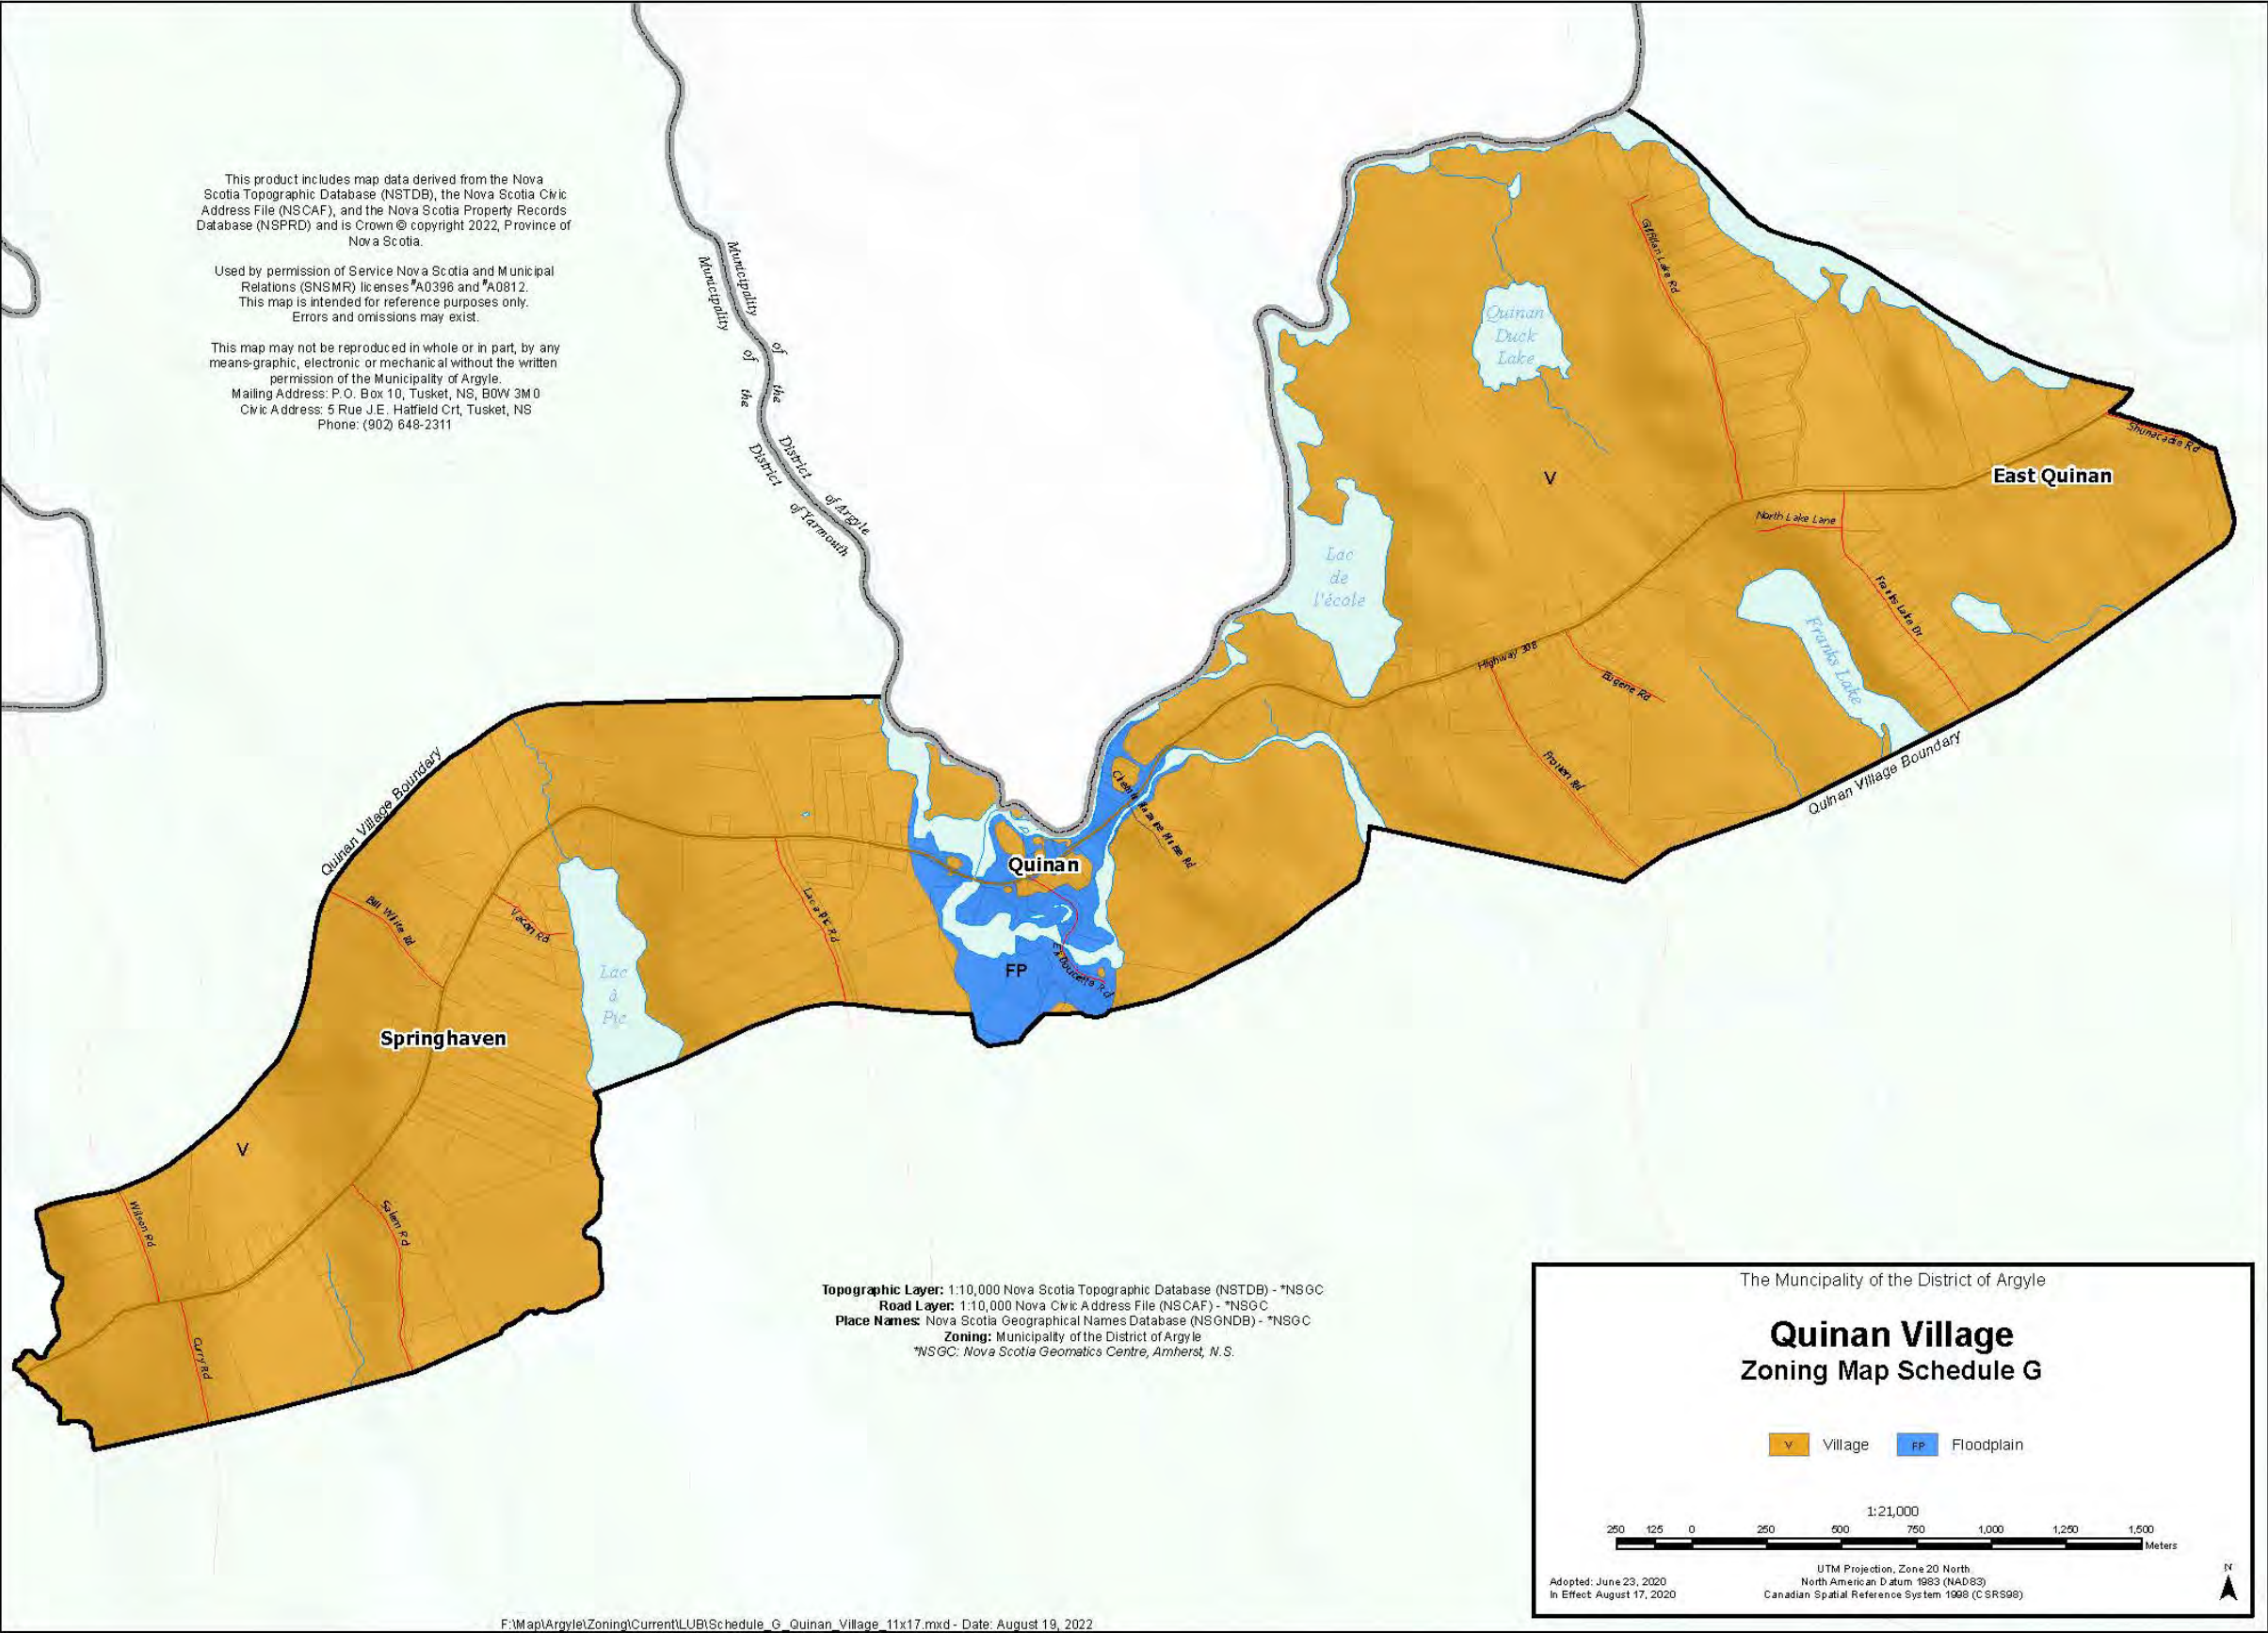 This product includes map data derived from the Nova
Scotia Topographic Database (NSTDB), the Nova Scotia Civic
Address File (NSCAF), and the Nova Scotia Property Records
Database (NSPRD) and is Crown © copyright 2022, Province of
Nova Scotia.
Used by permission of Service Nova Scotia and Municipal
Relations (SNSMR) licenses #A0396 and #A0812.
This map is intended for reference purposes only.
Errors and omissions may exist.
This map may not be reproduced in whole or in part, by any
means-graphic, electronic or mechanical without the written
permission of the Municipality of Argyle.
Mailing Address: P.O. Box 10, Tusket, NS, B0W 3M0
Civic Address: 5 Rue J.E. Hatfield Crt, Tusket, NS
Phone: (902) 648-2311
Municipality of the District of Argyle
Municipality of the District of Yarmouth
Gilfillan Lake Rd
Quinan
Duck
Lake
V
Shunacadie Rd
East Quinan
North Lake Lane
Lac
de
l'école
Franks Lake Dr
Franks Lake
Highway 308
Eugene Rd
Frotten Rd
Quinan Village Boundary
Quinan Village Boundary
Quinan
Lac a Pic Rd
Bill White Rd
Vacon Rd
Lac
à
Pic
FP
Doucette Rd
Springhaven
V
Wilson Rd
Salem Rd
Curry Rd
Topographic Layer: 1:10,000 Nova Scotia Topographic Database (NSTDB) - *NSGC
Road Layer: 1:10,000 Nova Civic Address File (NSCAF) - *NSGC
Place Names: Nova Scotia Geographical Names Database (NSGNDB) - *NSGC
Zoning: Municipality of the District of Argyle
*NSGC: Nova Scotia Geomatics Centre, Amherst, N.S.
The Muncipality of the District of Argyle
Quinan Village
Zoning Map Schedule G
V Village FP Floodplain
1:21,000
250 125 0 250 500 750 1,000 1,250 1,500
Meters
UTM Projection, Zone 20 North
North American Datum 1983 (NAD83)
Canadian Spatial Reference System 1998 (CSRS98)
Adopted: June 23, 2020
In Effect: August 17, 2020
N
F:\Map\Argyle\Zoning\Current\LUB\Schedule_G_Quinan_Village_11x17.mxd - Date: August 19, 2022